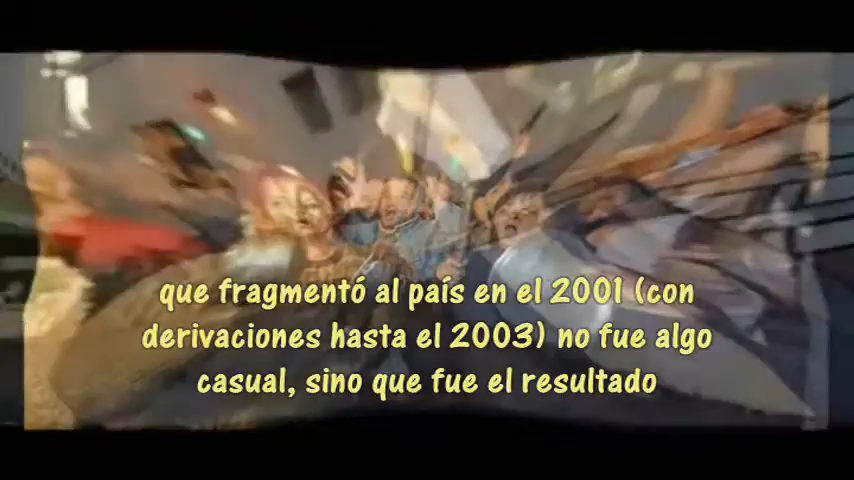 que fragmentó al país en el 2001 (con
derivaciones hasta el 2003) no fue algo
casual, sino que fue el resultado